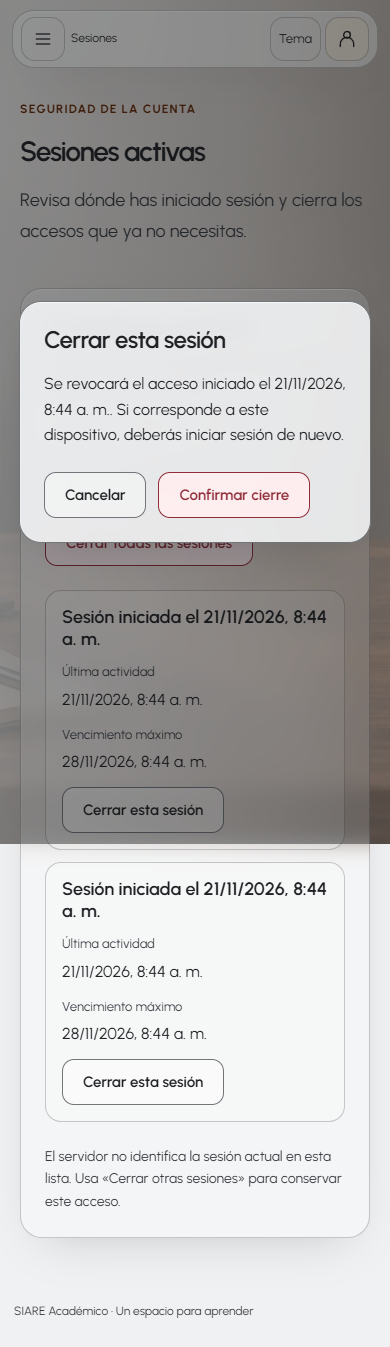 Sesiones
Tema
SEGURIDAD DE LA CUENTA
Sesiones activas
Revisa dónde has iniciado sesión y cierra los
accesos que ya no necesitas.
Cerrar esta sesión
Se revocará el acceso iniciado el 21/11/2026,
8:44 a. m.. Si corresponde a este
dispositivo, deberás iniciar sesión de nuevo.
Cancelar
Confirmar cierre
Cerrar todas las sesiones
Sesión iniciada el 21/11/2026, 8:44
a. m.
Última actividad
21/11/2026, 8:44 a. m.
Vencimiento máximo
28/11/2026, 8:44 a. m.
Cerrar esta sesión
Sesión iniciada el 21/11/2026, 8:44
a. m.
Última actividad
21/11/2026, 8:44 a. m.
Vencimiento máximo
28/11/2026, 8:44 a. m.
Cerrar esta sesión
El servidor no identifica la sesión actual en esta
lista. Usa «Cerrar otras sesiones» para conservar
este acceso.
SIARE Académico · Un espacio para aprender